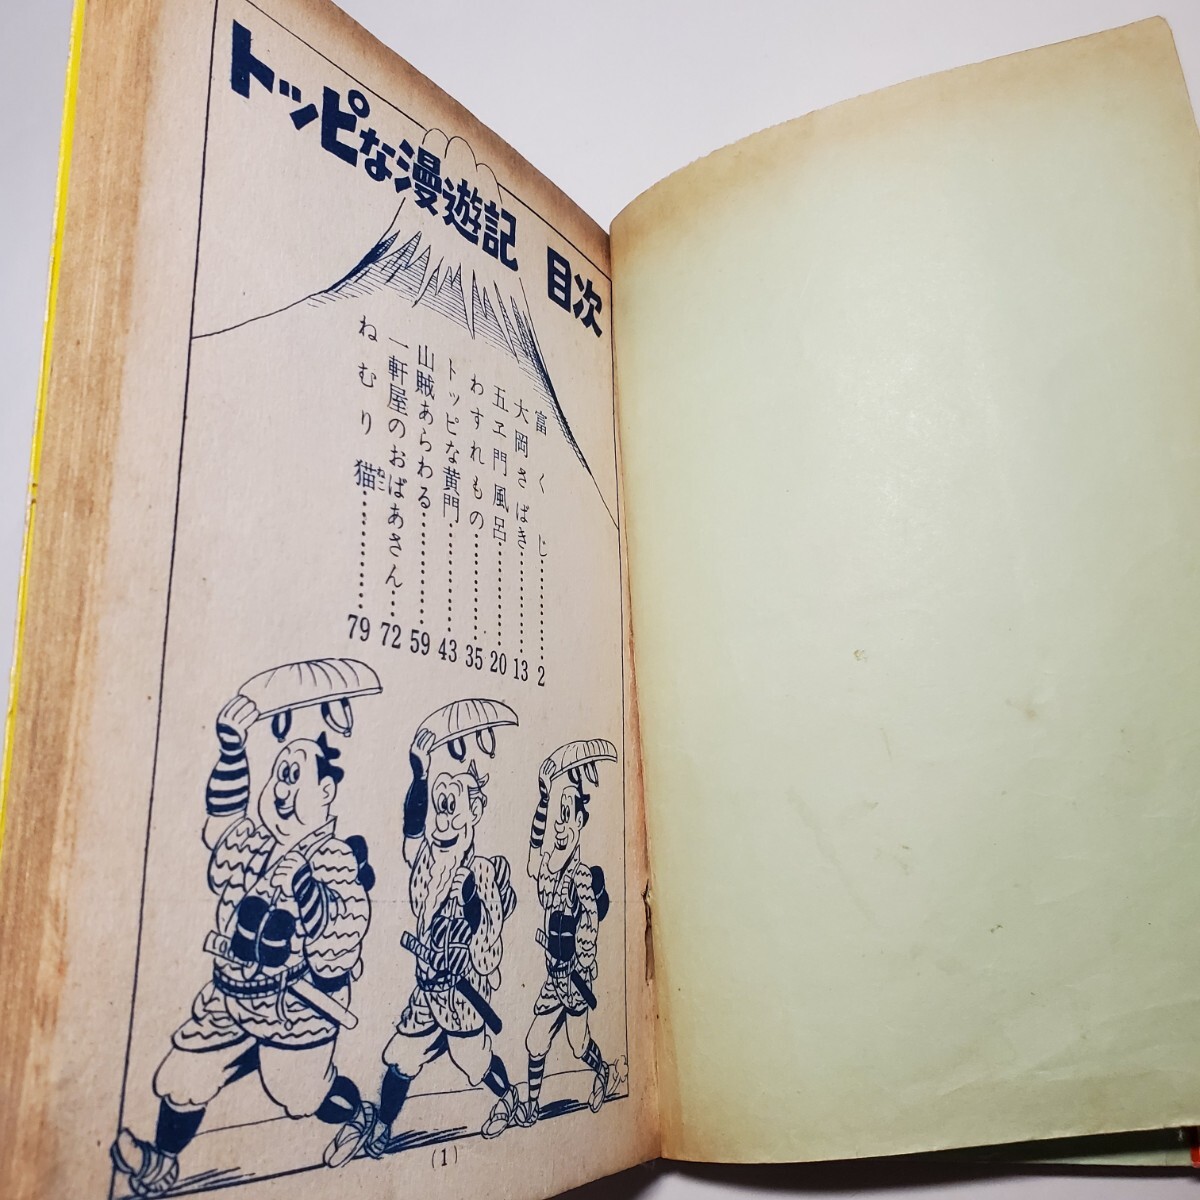 トッピな漫遊記 目次
富くじ…………2
大岡さばき…………13
五ヱ門風呂…………20
わすれもの…………35
トッピな黄門…………43
山賊あらわる…………59
一軒屋のおばあさん…72
ねむり猫…………79
(1)